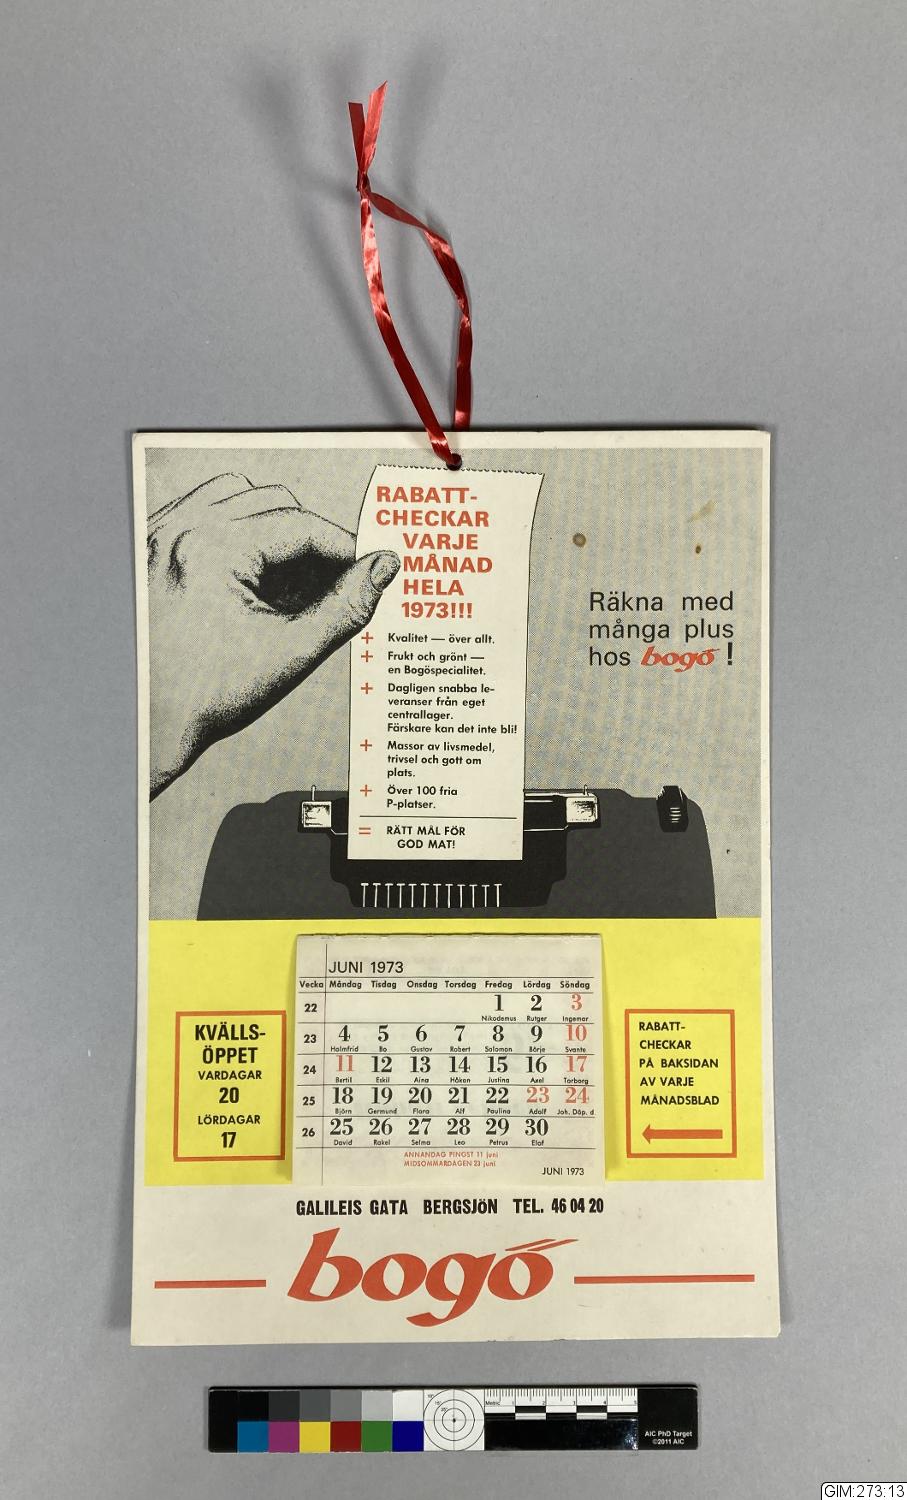 RABATT-
CHECKAR
VARJE
MÅNAD
HELA
1973!!!
+ Kvalitet — över allt.
+ Frukt och grönt —
en Bogöspecialitet.
+ Dagligen snabba le-
veranser från eget
centrallager.
Färskare kan det inte bli!
+ Massor av livsmedel,
trivsel och gott om
plats.
+ Över 100 fria
P-platser.
= RÄTT MÅL FÖR
GOD MAT!
Räkna med
många plus
hos bogö !
KVÄLLS-
ÖPPET
VARDAGAR
20
LÖRDAGAR
17
JUNI 1973
Vecka Måndag Tisdag Onsdag Torsdag Fredag Lördag Söndag
22 1 2 3
Nikodemus Rutger Ingemar
23 4 5 6 7 8 9 10
Holmfrid Bo Gustav Robert Salomon Börje Svante
24 11 12 13 14 15 16 17
Bertil Eskil Aina Håkan Justina Axel Torborg
25 18 19 20 21 22 23 24
Björn Germund Flora Alf Paulina Adolf Joh. Döp. d.
26 25 26 27 28 29 30
David Rakel Selma Leo Petrus Elof
ANNANDAG PINGST 11 juni
MIDSOMMARDAGEN 23 juni
JUNI 1973
RABATT-
CHECKAR
PÅ BAKSIDAN
AV VARJE
MÅNADSBLAD
GALILEIS GATA BERGSJÖN TEL. 46 04 20
bogö
Metric 1 2 3 4 5
AIC PhD Target
©2011 AIC
GIM:273:13